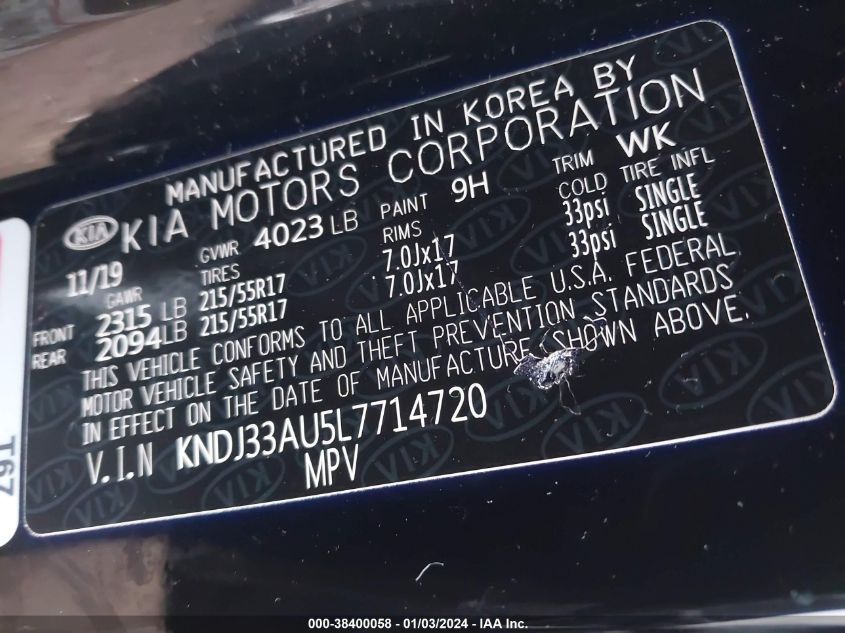 MANUFACTURED IN KOREA BY
KIA KIA MOTORS CORPORATION
11/19 GVWR 4023 LB PAINT 9H TRIM WK
GAWR TIRES RIMS COLD TIRE INFL
FRONT 2315 LB 215/55R17 7.0Jx17 33psi SINGLE
REAR 2094LB 215/55R17 7.0Jx17 33psi SINGLE
THIS VEHICLE CONFORMS TO ALL APPLICABLE U.S.A. FEDERAL
MOTOR VEHICLE SAFETY AND THEFT PREVENTION STANDARDS
IN EFFECT ON THE DATE OF MANUFACTURE SHOWN ABOVE.
V.I.N KNDJ33AU5L7714720
MPV
T67
000-38400058 - 01/03/2024 - IAA Inc.